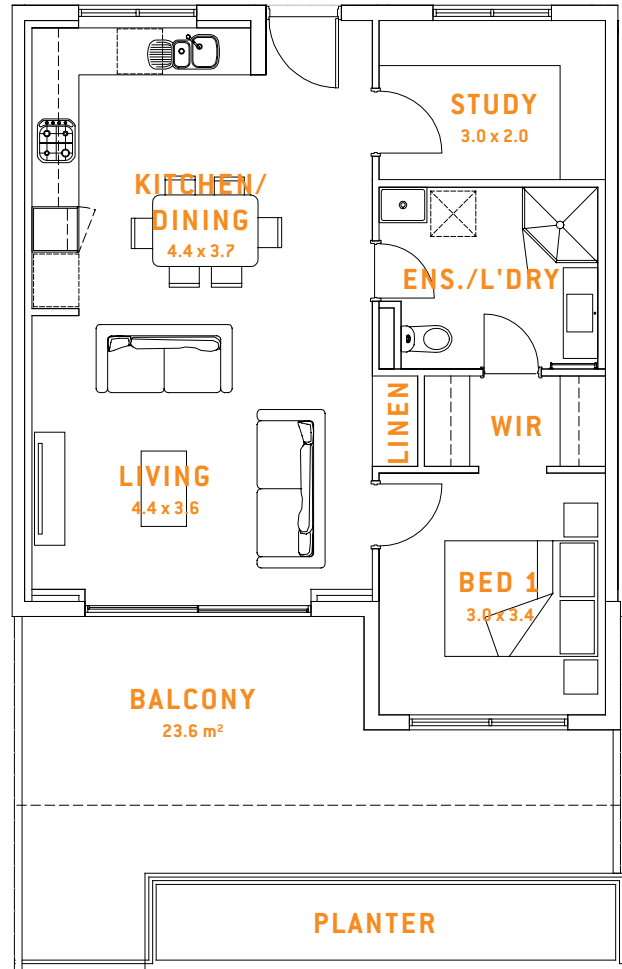 STUDY
3.0 x 2.0
KITCHEN/
DINING
4.4 x 3.7
ENS./L'DRY
LINEN
WIR
LIVING
4.4 x 3.6
BED 1
3.0 x 3.4
BALCONY
23.6 m²
PLANTER